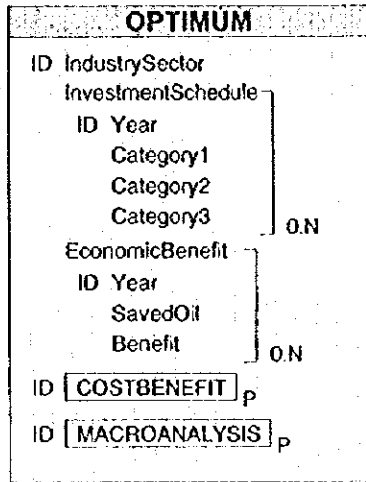 OPTIMUM
ID IndustrySector
InvestmentSchedule
ID Year
Category1
Category2
Category3
0.N
EconomicBenefit
ID Year
SavedOil
Benefit
0.N
ID COSTBENEFIT P
ID MACROANALYSIS P